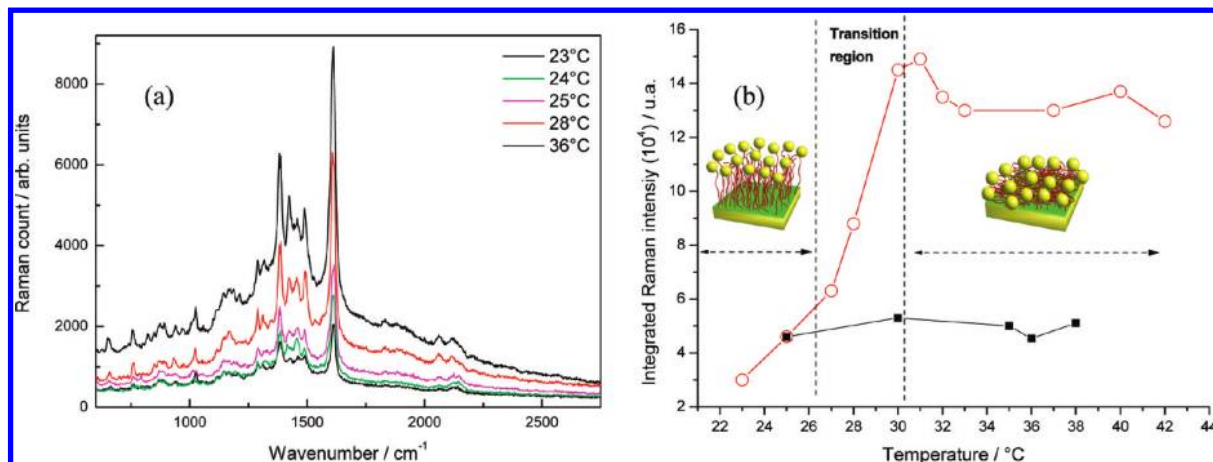 (a)
23°C
24°C
25°C
28°C
36°C
8000
6000
4000
2000
0
Raman count / arb. units
1000
1500
2000
2500
Wavenumber / cm⁻¹
(b)
Transition
region
16
14
12
10
8
6
4
2
Integrated Raman intensiy (10⁴) / u.a.
22 24 26 28 30 32 34 36 38 40 42 44
Temperature / °C